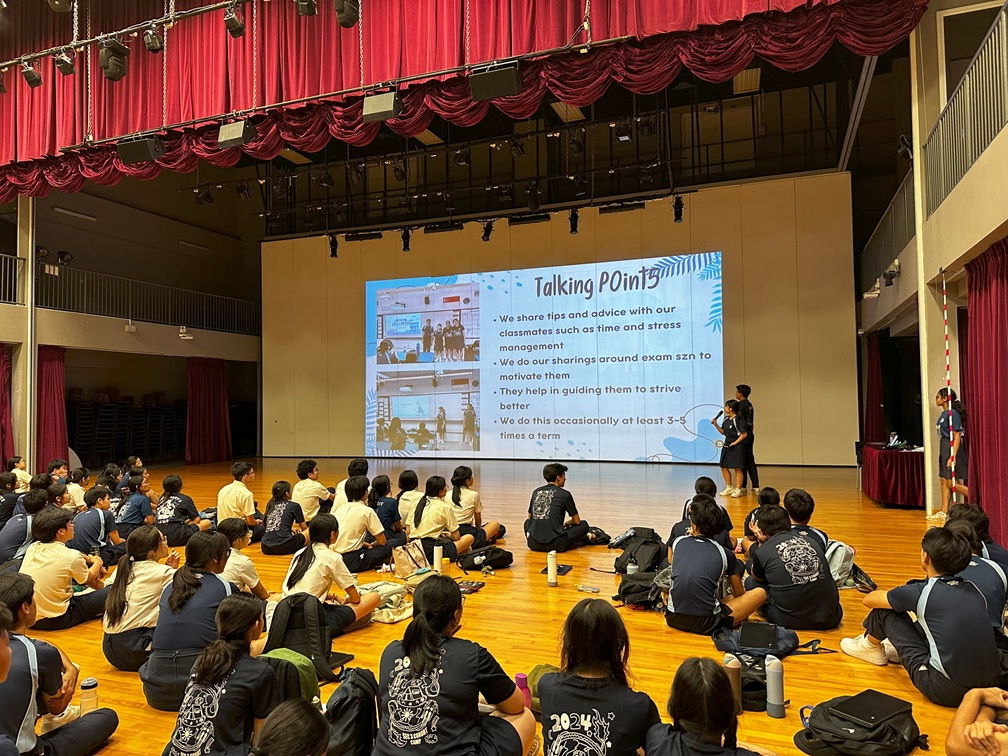 Talking POint5
• We share tips and advice with our
classmates such as time and stress
management
• We do our sharings around exam szn to
motivate them
• They help in guiding them to strive
better
• We do this occasionally at least 3-5
times a term
2024
CAMP
2024